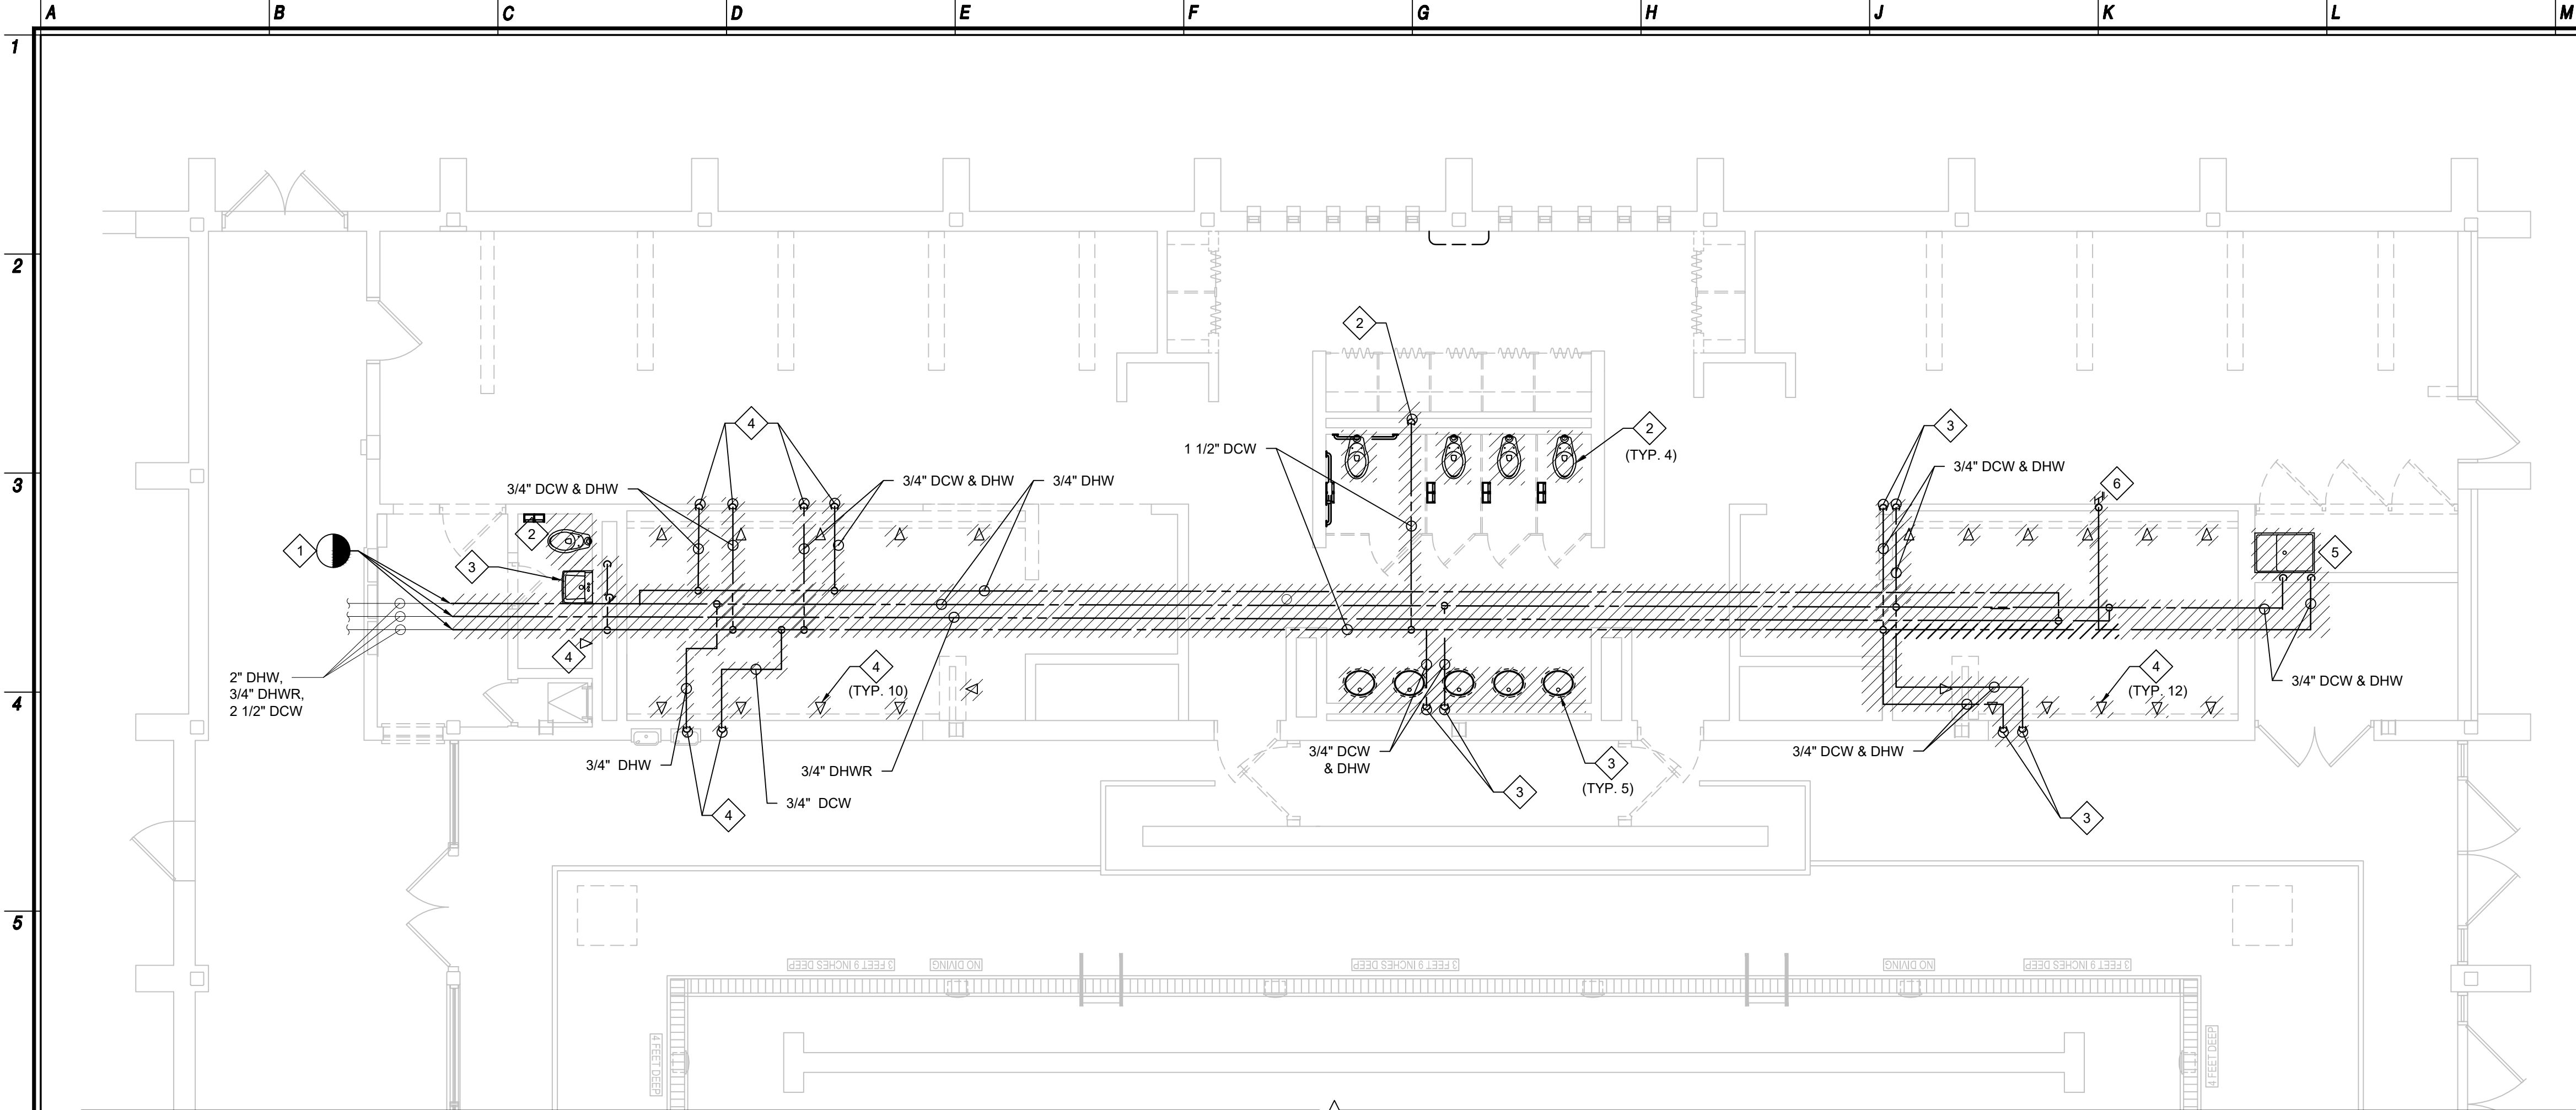 A B C D E F G H J K L M
1
2
2
3
4
3
1 1/2" DCW
2
(TYP. 4)
3
3/4" DCW & DHW
3/4" DCW & DHW
3/4" DCW & DHW
3/4" DHW
6
1
2
3
5
4
2" DHW,
3/4" DHWR,
2 1/2" DCW
4
4
(TYP. 10)
4
(TYP. 12)
3/4" DCW & DHW
3/4" DHW
3/4" DHWR
3/4" DCW
4
3/4" DCW
& DHW
3
3
(TYP. 5)
3/4" DCW & DHW
3
5
3 FEET 9 INCHES DEEP
NO DIVING
3 FEET 9 INCHES DEEP
NO DIVING
3 FEET 9 INCHES DEEP
4 FEET DEEP
4 FEET DEEP